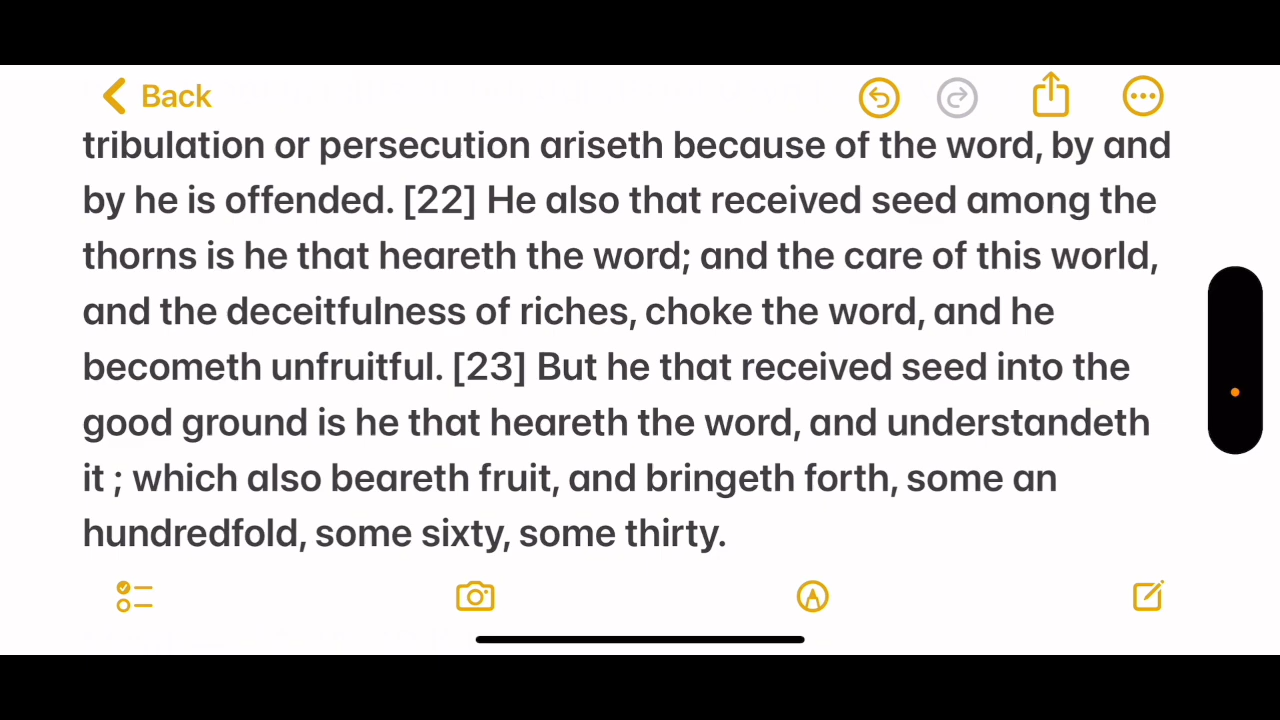 Back
tribulation or persecution ariseth because of the word, by and
by he is offended. [22] He also that received seed among the
thorns is he that heareth the word; and the care of this world,
and the deceitfulness of riches, choke the word, and he
becometh unfruitful. [23] But he that received seed into the
good ground is he that heareth the word, and understandeth
it ; which also beareth fruit, and bringeth forth, some an
hundredfold, some sixty, some thirty.